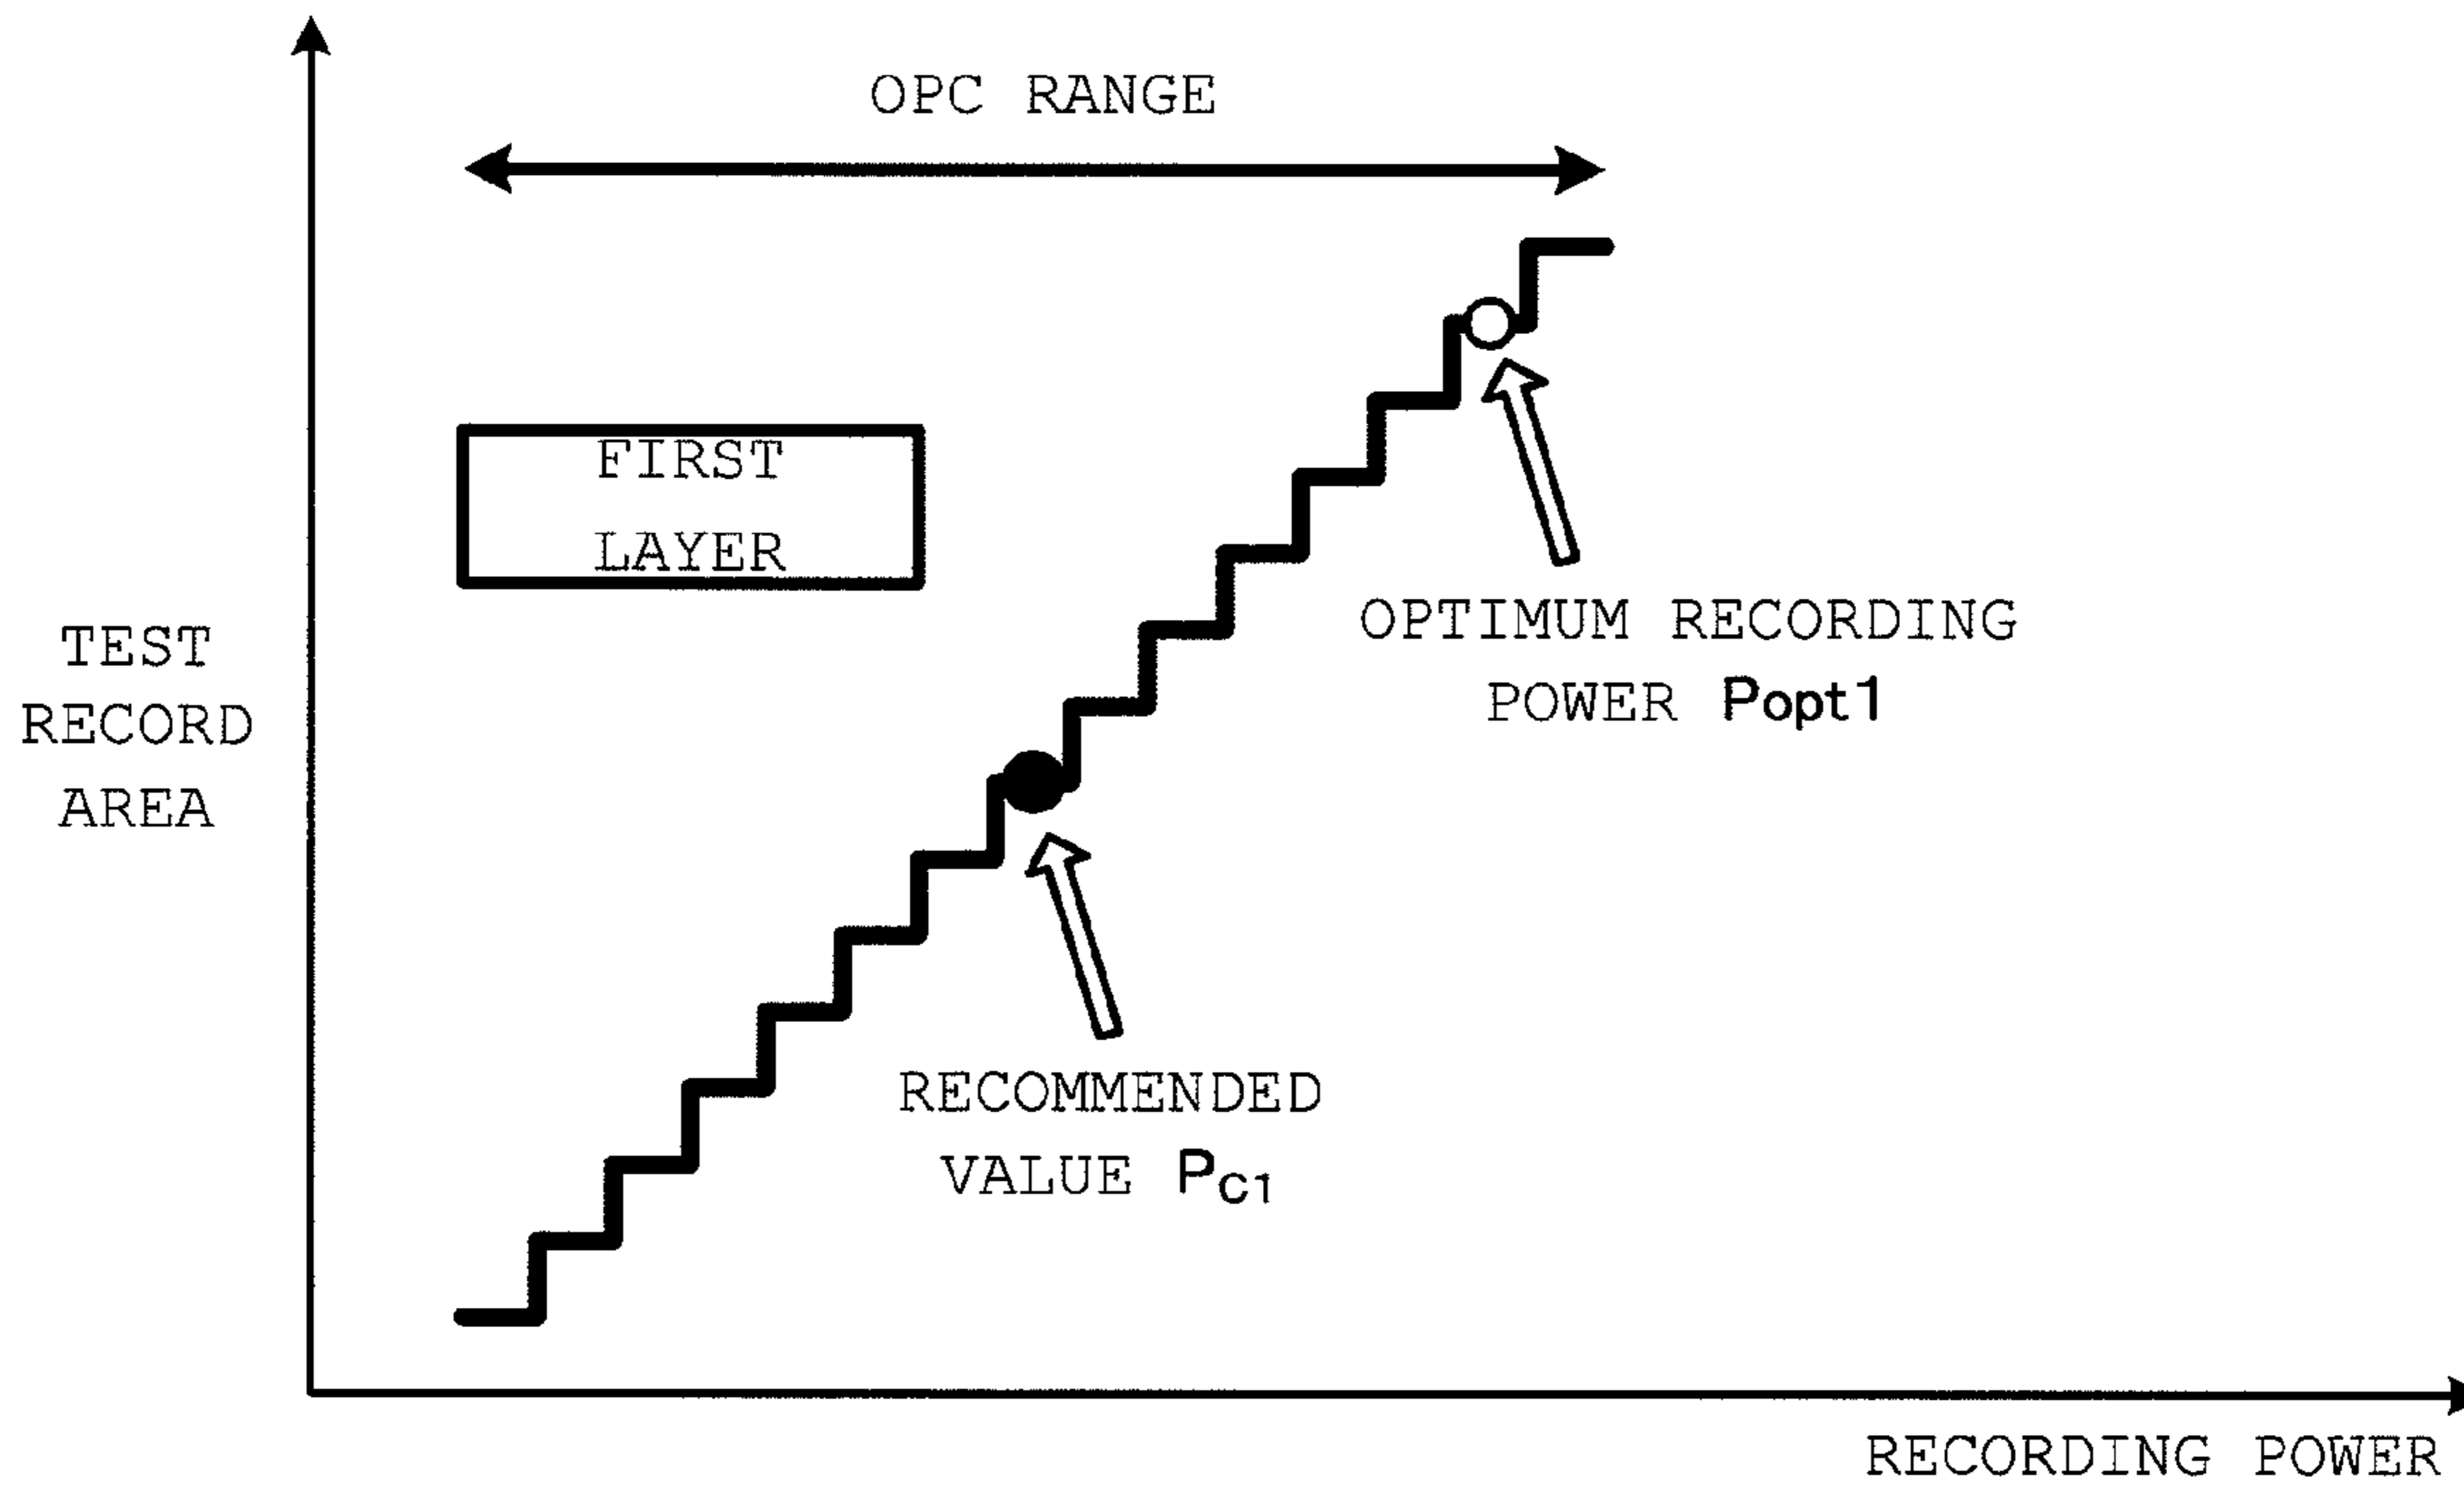 OPC RANGE
FIRST
LAYER
TEST
RECORD
AREA
OPTIMUM RECORDING
POWER Popt1
RECOMMENDED
VALUE PC1
RECORDING POWER